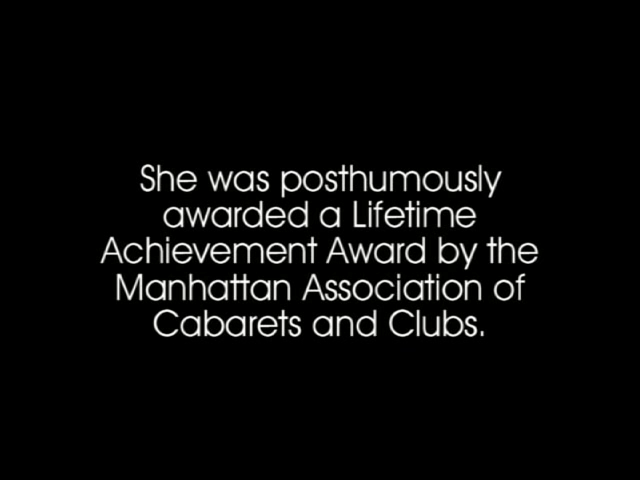 She was posthumously
awarded a Lifetime
Achievement Award by the
Manhattan Association of
Cabarets and Clubs.